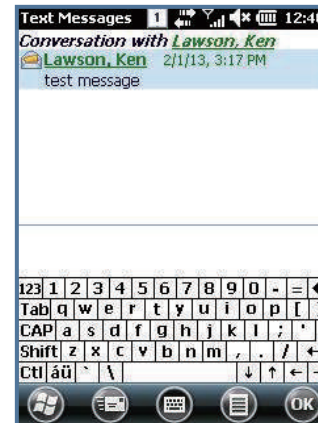 Text Messages 1 12:4
Conversation with Lawson, Ken
Lawson, Ken 2/1/13, 3:17 PM
test message
123 1 2 3 4 5 6 7 8 9 0 - =
Tab q w e r t y u i o p [ ]
CAP a s d f g h j k l ; '
Shift z x c v b n m , . /
Ctl áü ` \ ↓ ↑ ← →
OK